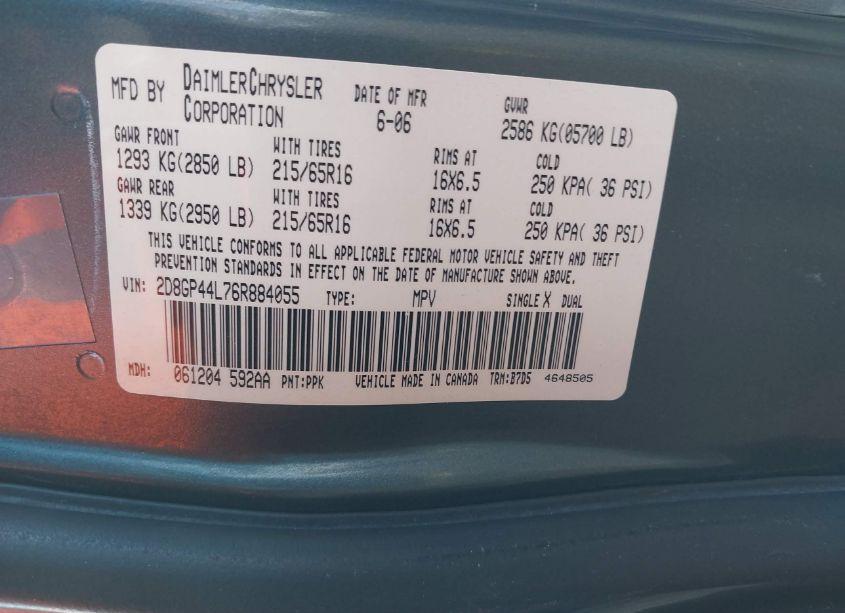 MFD BY DAIMLERCHRYSLER CORPORATION DATE OF MFR 6-06 GVWR 2586 KG(05700 LB)
GAWR FRONT WITH TIRES RIMS AT COLD
1293 KG(2850 LB) 215/65R16 16X6.5 250 KPA( 36 PSI)
GAWR REAR WITH TIRES RIMS AT COLD
1339 KG(2950 LB) 215/65R16 16X6.5 250 KPA( 36 PSI)
THIS VEHICLE CONFORMS TO ALL APPLICABLE FEDERAL MOTOR VEHICLE SAFETY AND THEFT
PREVENTION STANDARDS IN EFFECT ON THE DATE OF MANUFACTURE SHOWN ABOVE.
VIN: 2D8GP44L76R884055 TYPE: MPV SINGLE X DUAL
MDH: 061204 592AA PNT:PPK VEHICLE MADE IN CANADA TRM:B7D5 4648505